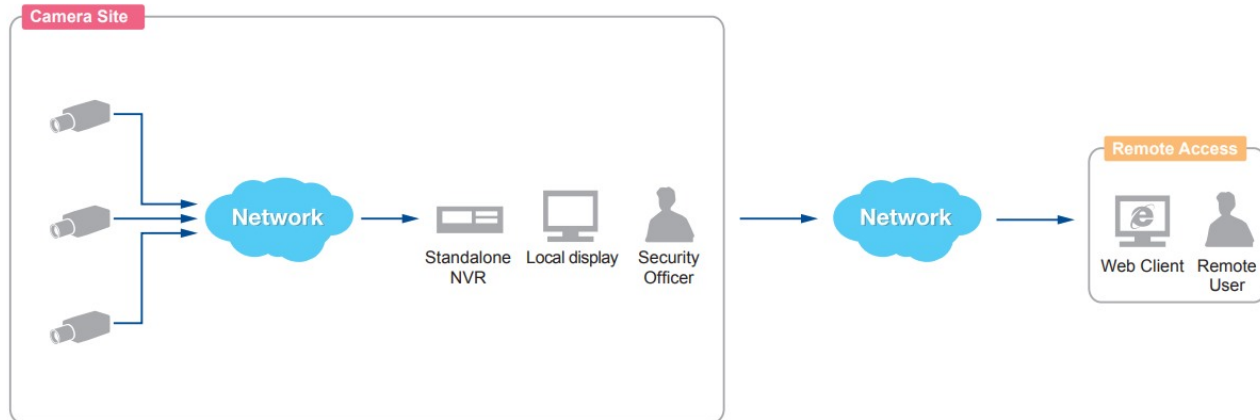 Camera Site
Network
Standalone
NVR
Local display
Security
Officer
Network
Remote Access
Web Client
Remote
User